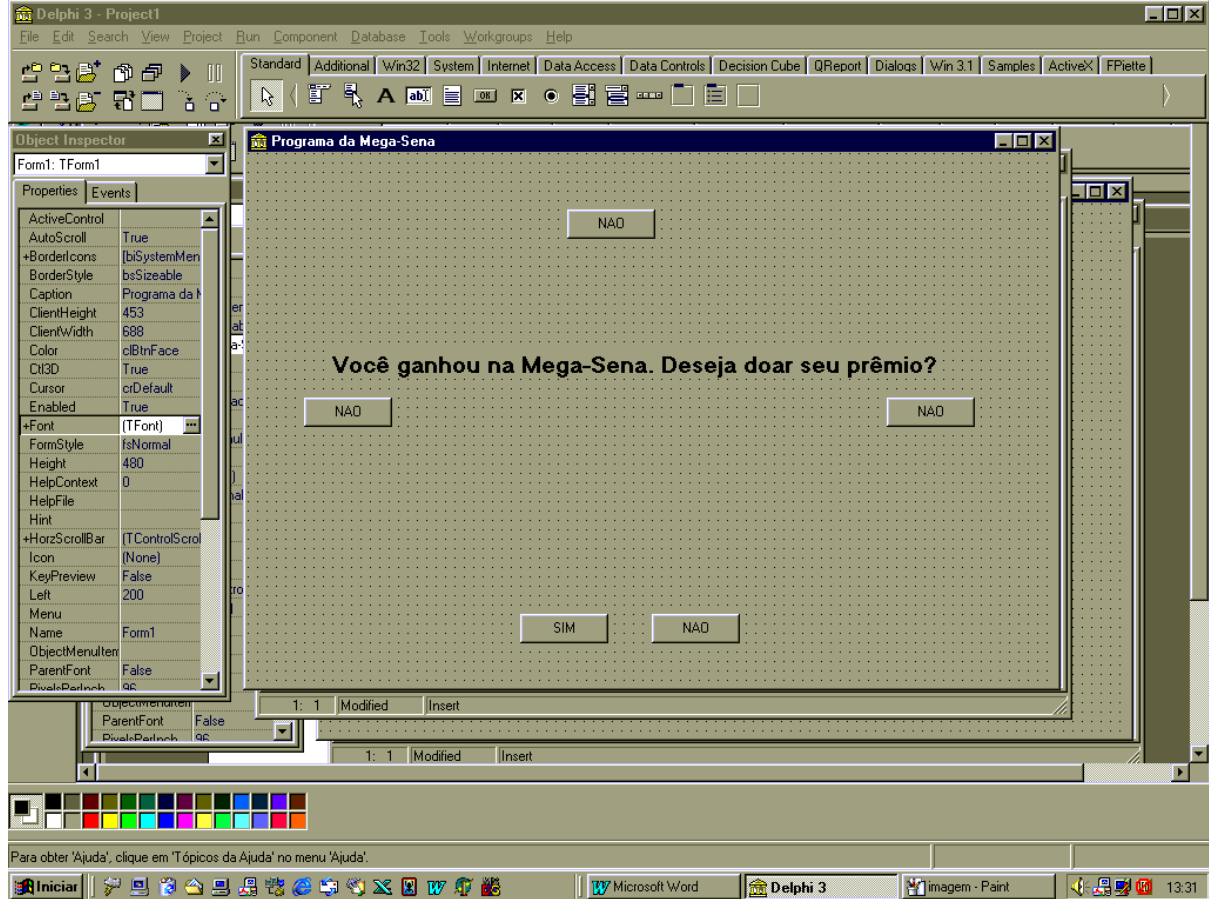 Delphi 3 - Project1
File Edit Search View Project Run Component Database Tools Workgroups Help
Standard Additional Win32 System Internet Data Access Data Controls Decision Cube QReport Dialogs Win 3.1 Samples ActiveX FPiette
Object Inspector
Form1: TForm1
Properties Events
ActiveControl
AutoScroll True
+BorderIcons [biSystemMen
BorderStyle bsSizeable
Caption Programa da M
ClientHeight 453
ClientWidth 688
Color clBtnFace
Ctl3D True
Cursor crDefault
Enabled True
+Font (TFont) ...
FormStyle fsNormal
Height 480
HelpContext 0
HelpFile
Hint
+HorzScrollBar (TControlScrol
Icon (None)
KeyPreview False
Left 200
Menu
Name Form1
ObjectMenuItem
ParentFont False
PixelsPerInch 96
Programa da Mega-Sena
NAO
Você ganhou na Mega-Sena. Deseja doar seu prêmio?
NAO NAO
SIM NAO
1: 1 Modified Insert
ObjectMenuItem
ParentFont False
PixelsPerInch 96
1: 1 Modified Insert
Para obter 'Ajuda', clique em 'Tópicos da Ajuda' no menu 'Ajuda'.
Iniciar Microsoft Word Delphi 3 imagem - Paint 13:31